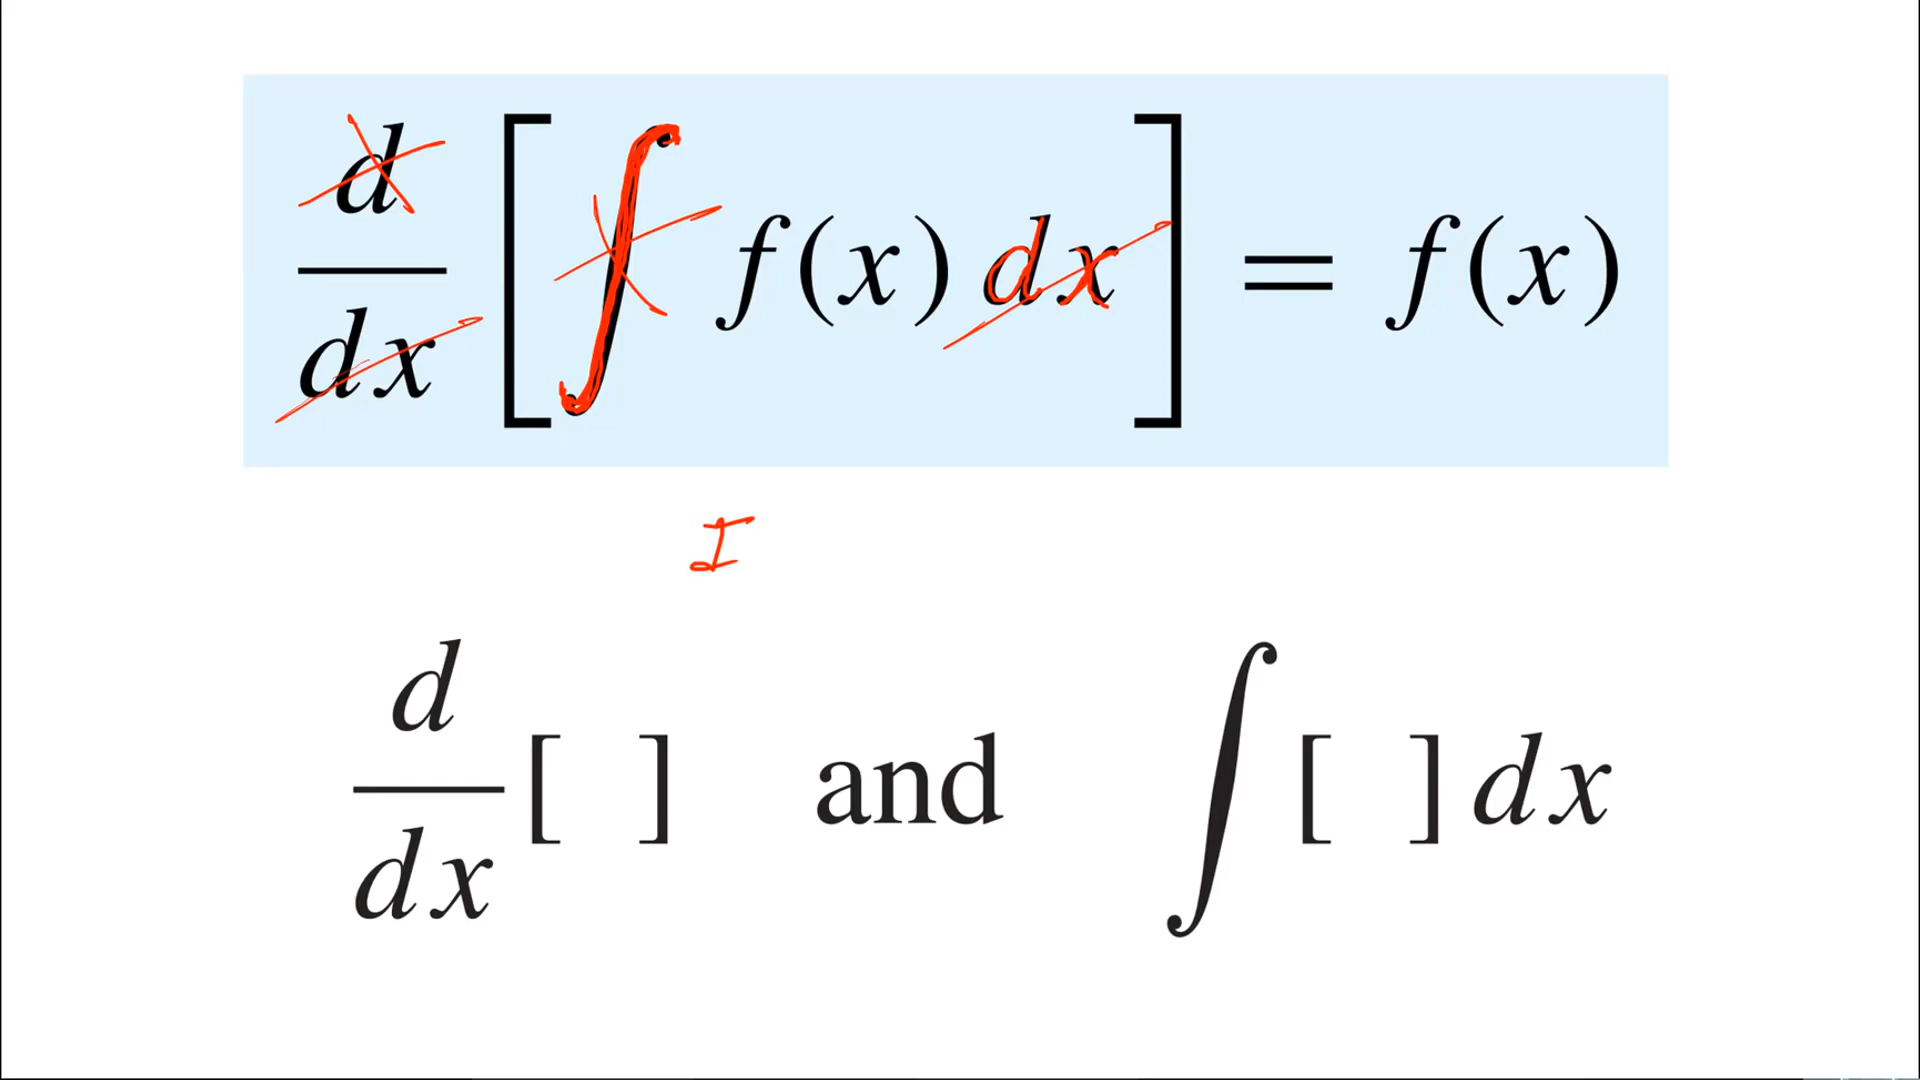 d/dx [∫ f(x) dx] = f(x)
I
d/dx [ ] and ∫ [ ] dx